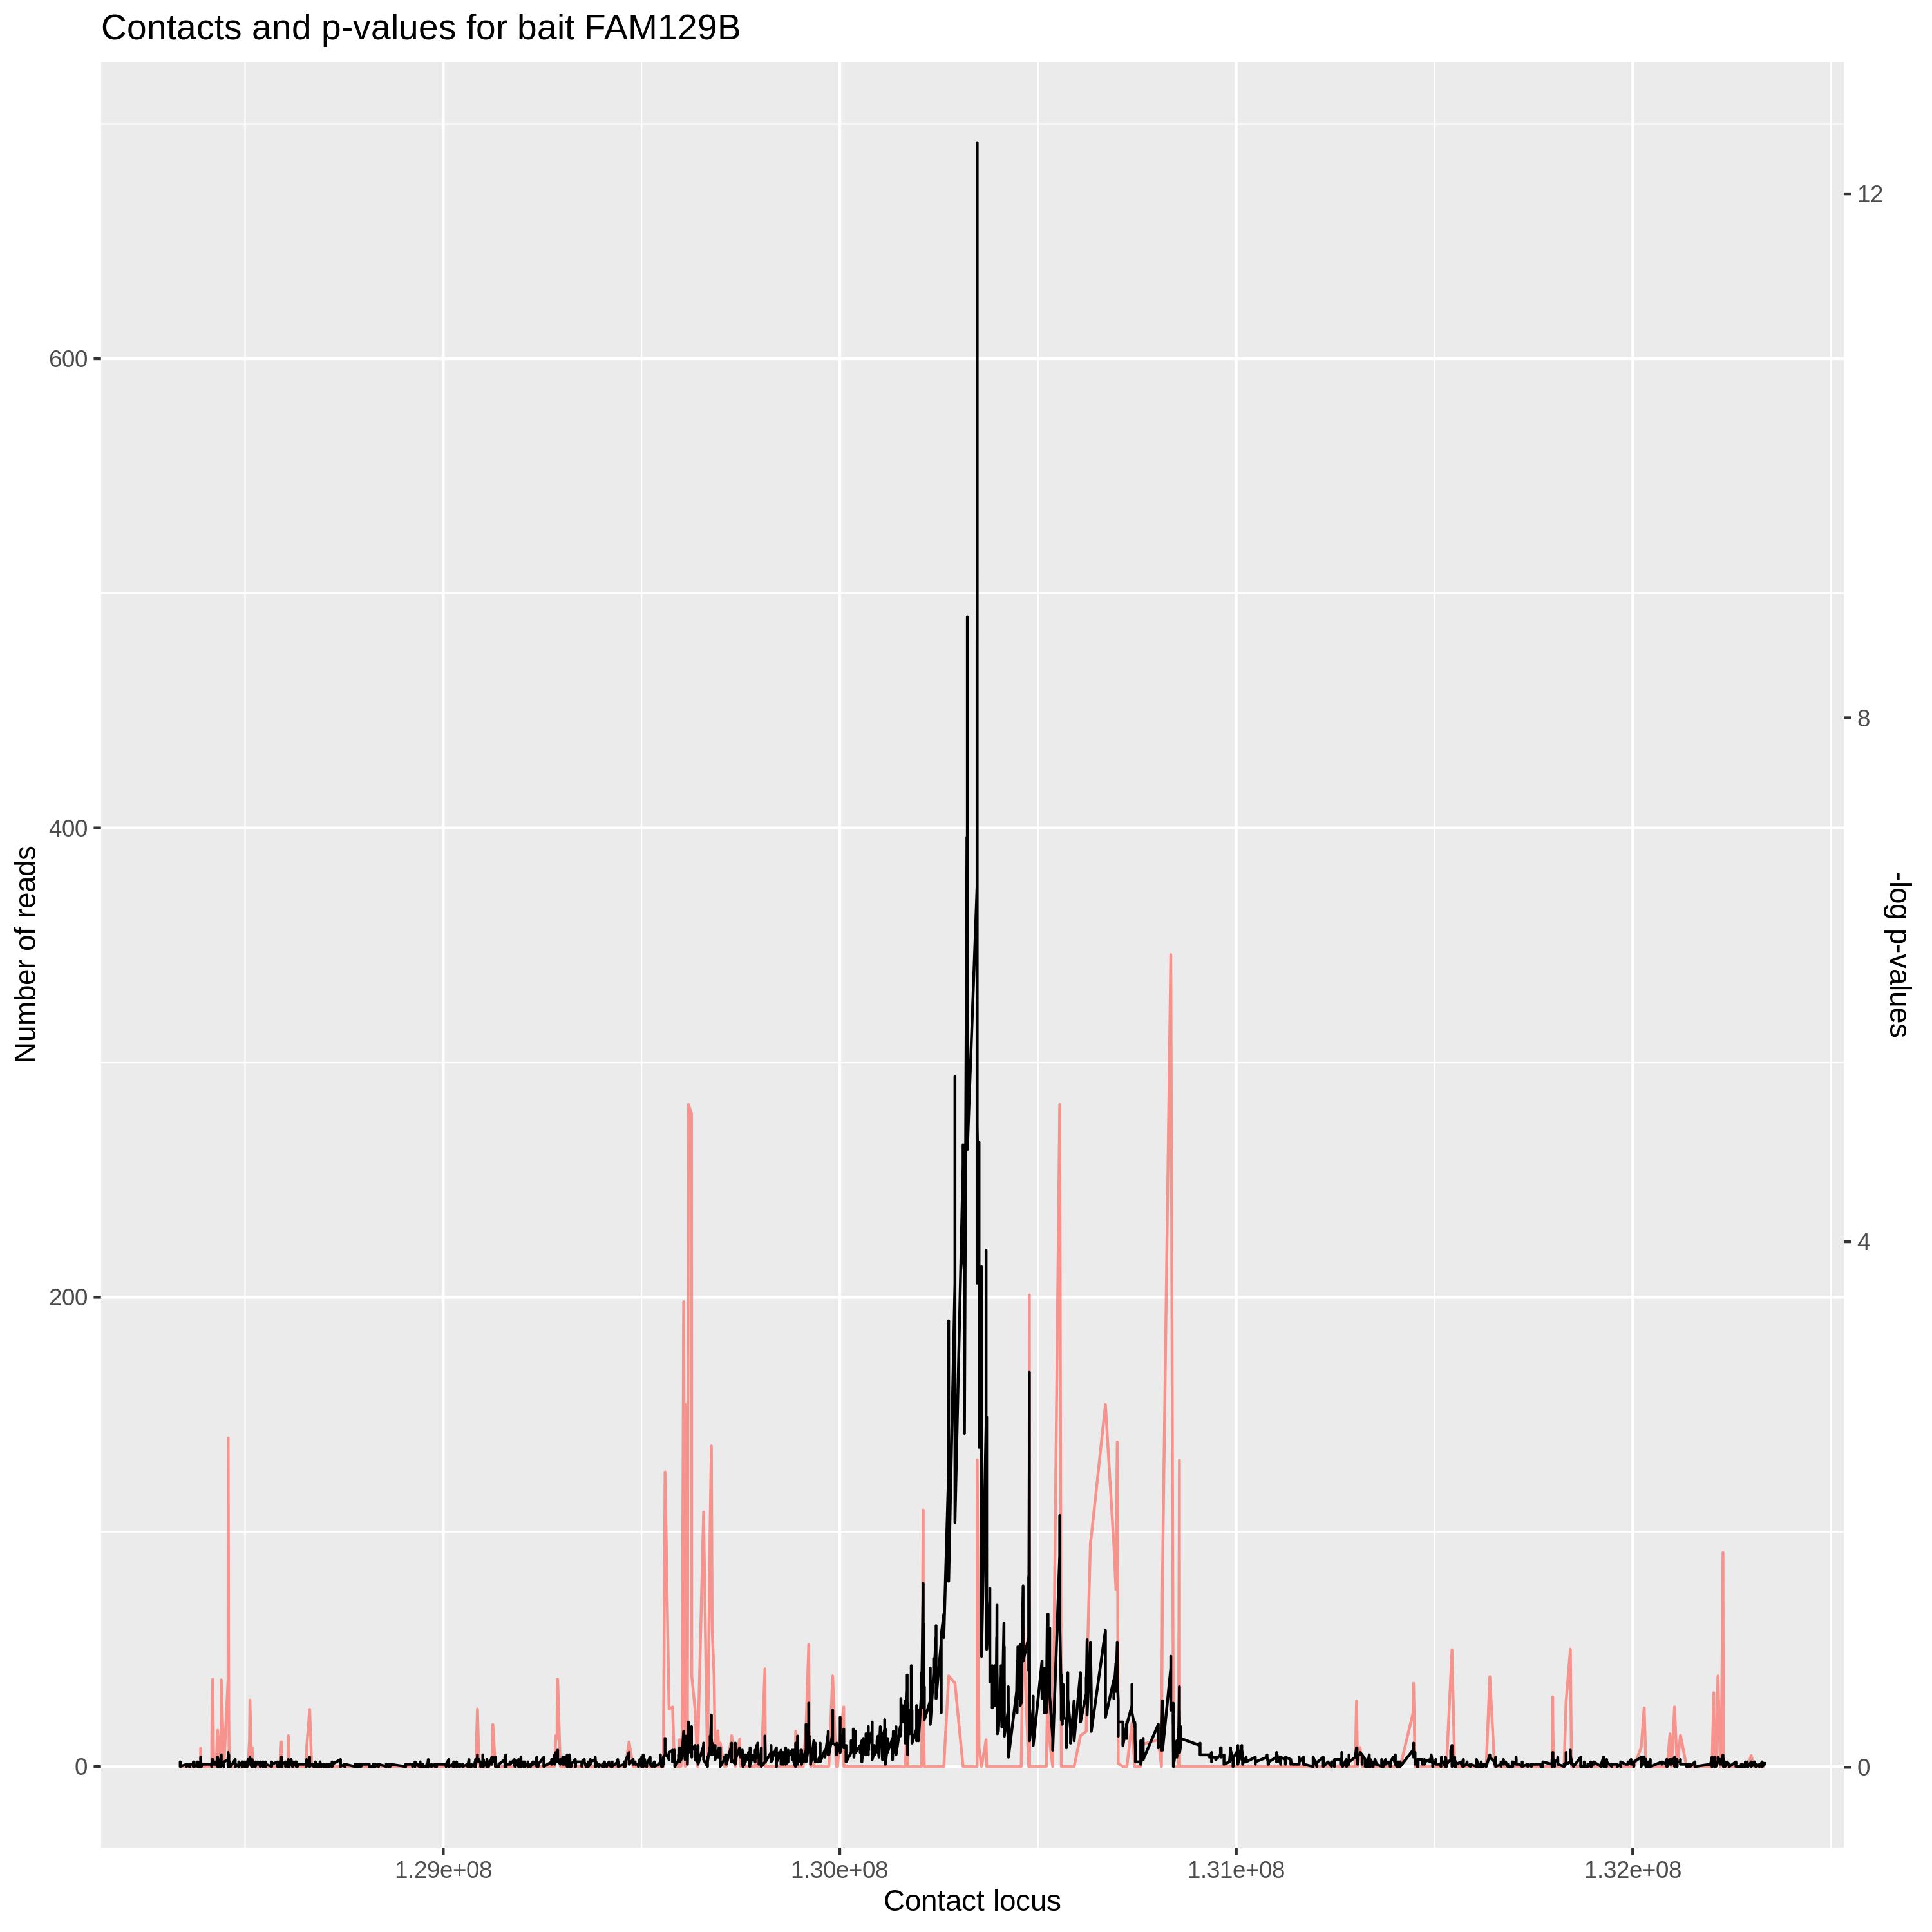 Contacts and p-values for bait FAM129B
Number of reads
600
400
200
0
12
8
4
0
-log p-values
1.29e+08
1.30e+08
1.31e+08
1.32e+08
Contact locus